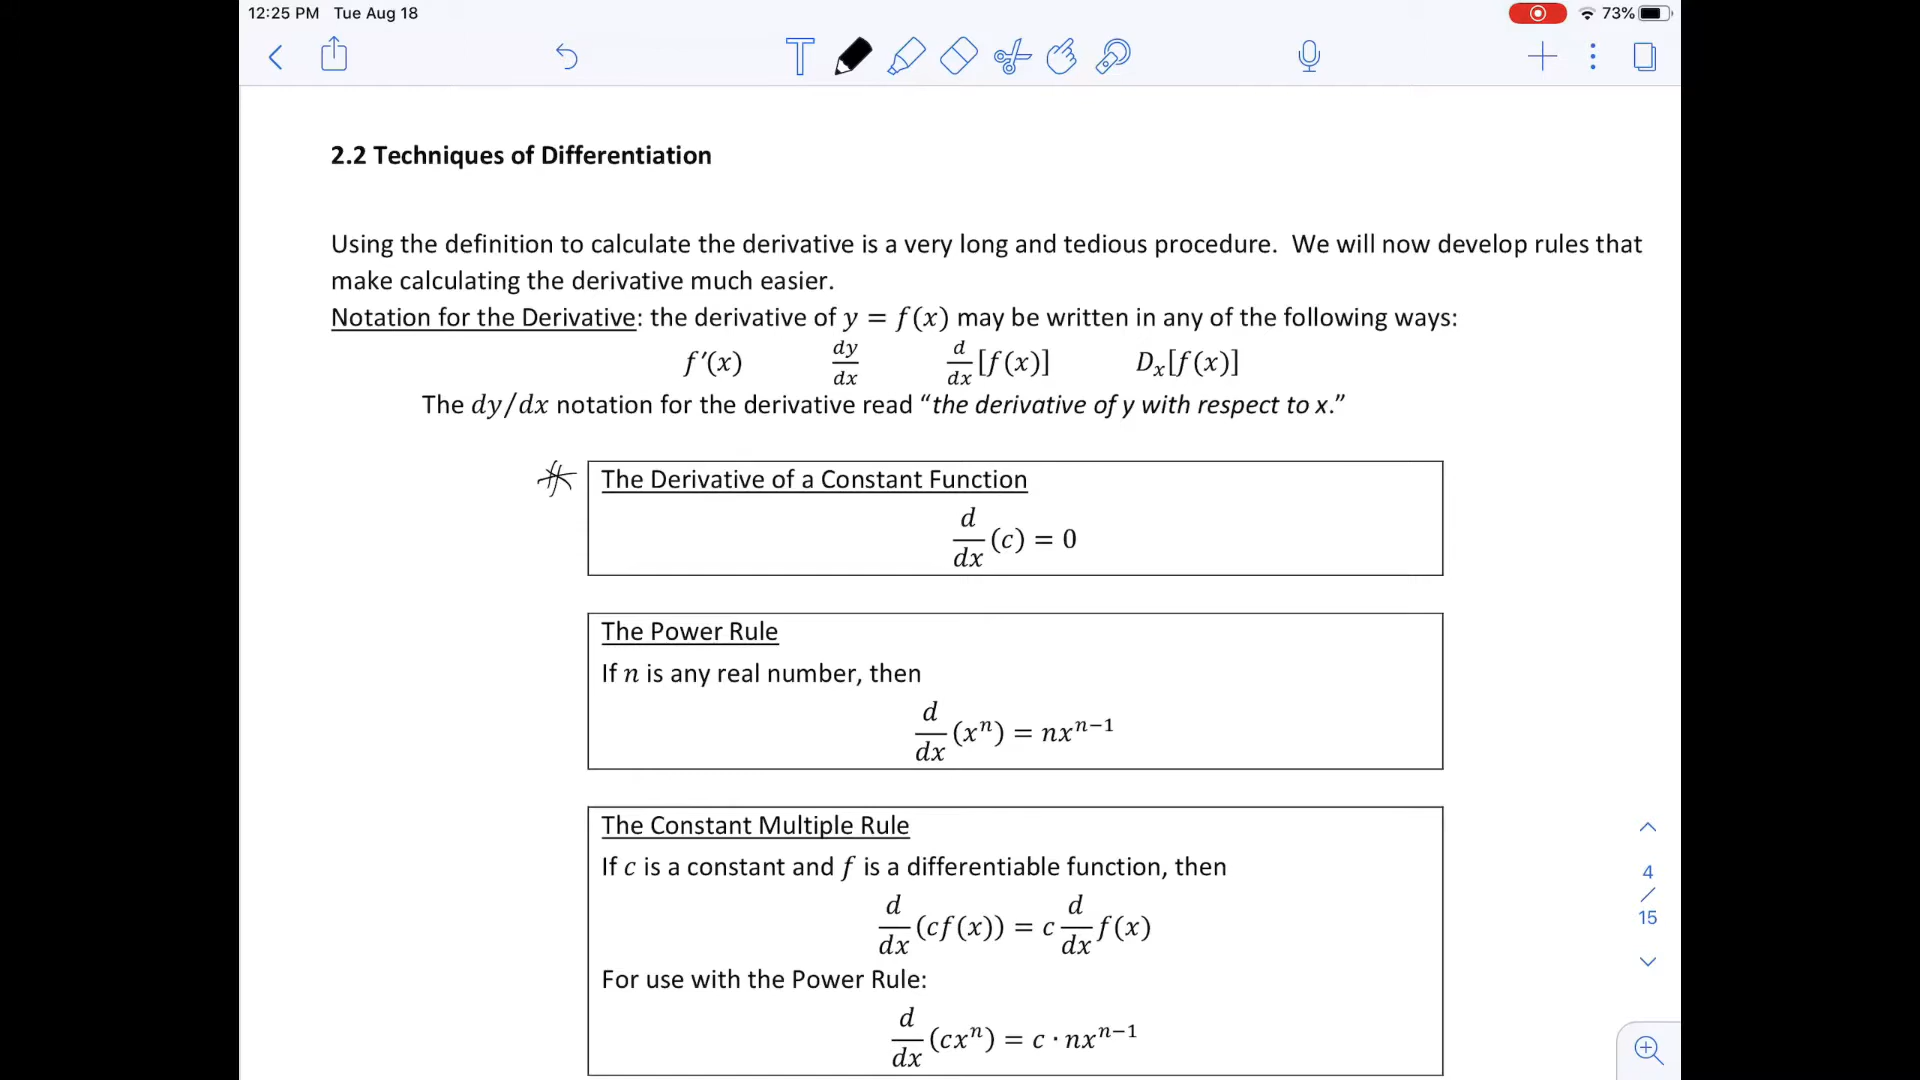 12:25 PM Tue Aug 18
73%
2.2 Techniques of Differentiation
Using the definition to calculate the derivative is a very long and tedious procedure. We will now develop rules that
make calculating the derivative much easier.
Notation for the Derivative: the derivative of y = f(x) may be written in any of the following ways:
f′(x) dy/dx d/dx[f(x)] Dₓ[f(x)]
The dy/dx notation for the derivative read “the derivative of y with respect to x.”
The Derivative of a Constant Function
d/dx(c) = 0
The Power Rule
If n is any real number, then
d/dx(xⁿ) = nxⁿ⁻¹
The Constant Multiple Rule
If c is a constant and f is a differentiable function, then
d/dx(cf(x)) = c d/dx f(x)
For use with the Power Rule:
d/dx(cxⁿ) = c · nxⁿ⁻¹
4
/
15